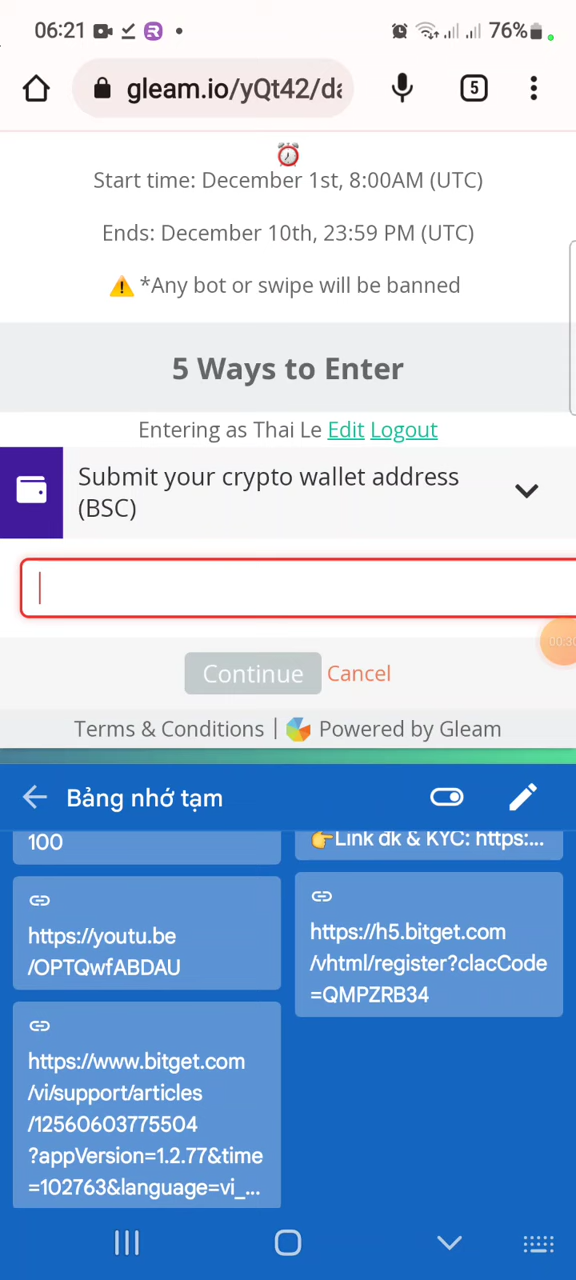 06:21
76%
gleam.io/yQt42/da
5
Start time: December 1st, 8:00AM (UTC)
Ends: December 10th, 23:59 PM (UTC)
*Any bot or swipe will be banned
5 Ways to Enter
Entering as Thai Le Edit Logout
Submit your crypto wallet address
(BSC)
00:30
Continue Cancel
Terms & Conditions | Powered by Gleam
Bảng nhớ tạm
100
👉Link đk & KYC: https:...
https://youtu.be
/OPTQwfABDAU
https://h5.bitget.com
/vhtml/register?clacCode
=QMPZRB34
https://www.bitget.com
/vi/support/articles
/12560603775504
?appVersion=1.2.77&time
=102763&language=vi_...